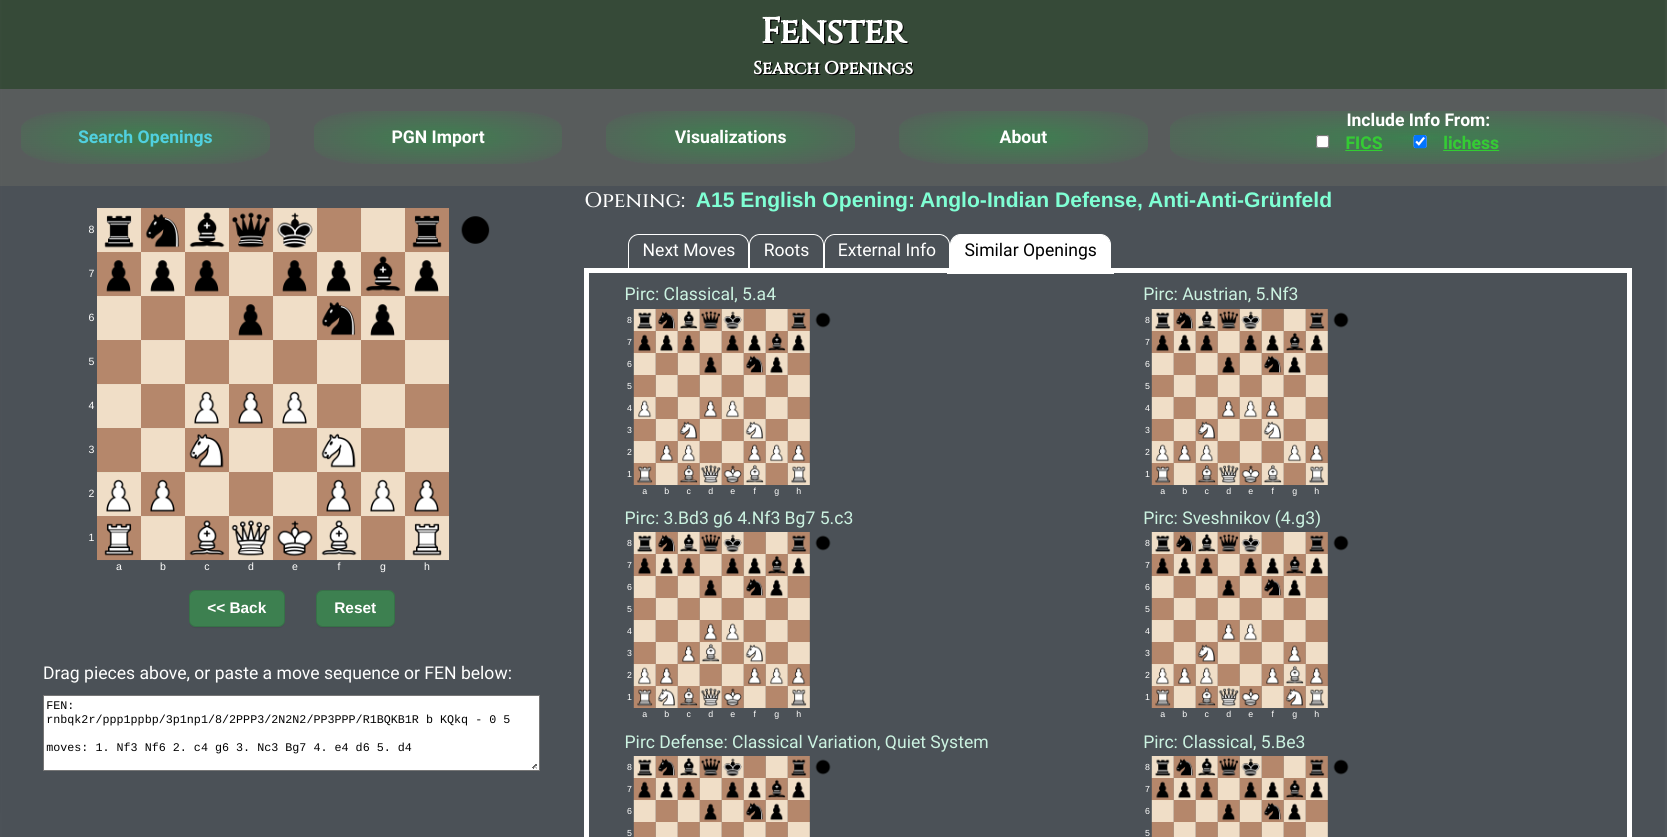 Fenster
Search Openings
Search Openings
PGN Import
Visualizations
About
Include Info From:
FICS
lichess
Opening: A15 English Opening: Anglo-Indian Defense, Anti-Anti-Grünfeld
Next Moves
Roots
External Info
Similar Openings
8
7
6
5
4
3
2
1
a b c d e f g h
<< Back
Reset
Drag pieces above, or paste a move sequence or FEN below:
FEN:
rnbqk2r/ppp1ppbp/3p1np1/8/2PPP3/2N2N2/PP3PPP/R1BQKB1R b KQkq - 0 5
moves: 1. Nf3 Nf6 2. c4 g6 3. Nc3 Bg7 4. e4 d6 5. d4
Pirc: Classical, 5.a4
8
7
6
5
4
3
2
1
a b c d e f g h
Pirc: Austrian, 5.Nf3
8
7
6
5
4
3
2
1
a b c d e f g h
Pirc: 3.Bd3 g6 4.Nf3 Bg7 5.c3
8
7
6
5
4
3
2
1
a b c d e f g h
Pirc: Sveshnikov (4.g3)
8
7
6
5
4
3
2
1
a b c d e f g h
Pirc Defense: Classical Variation, Quiet System
8
7
6
5
Pirc: Classical, 5.Be3
8
7
6
5